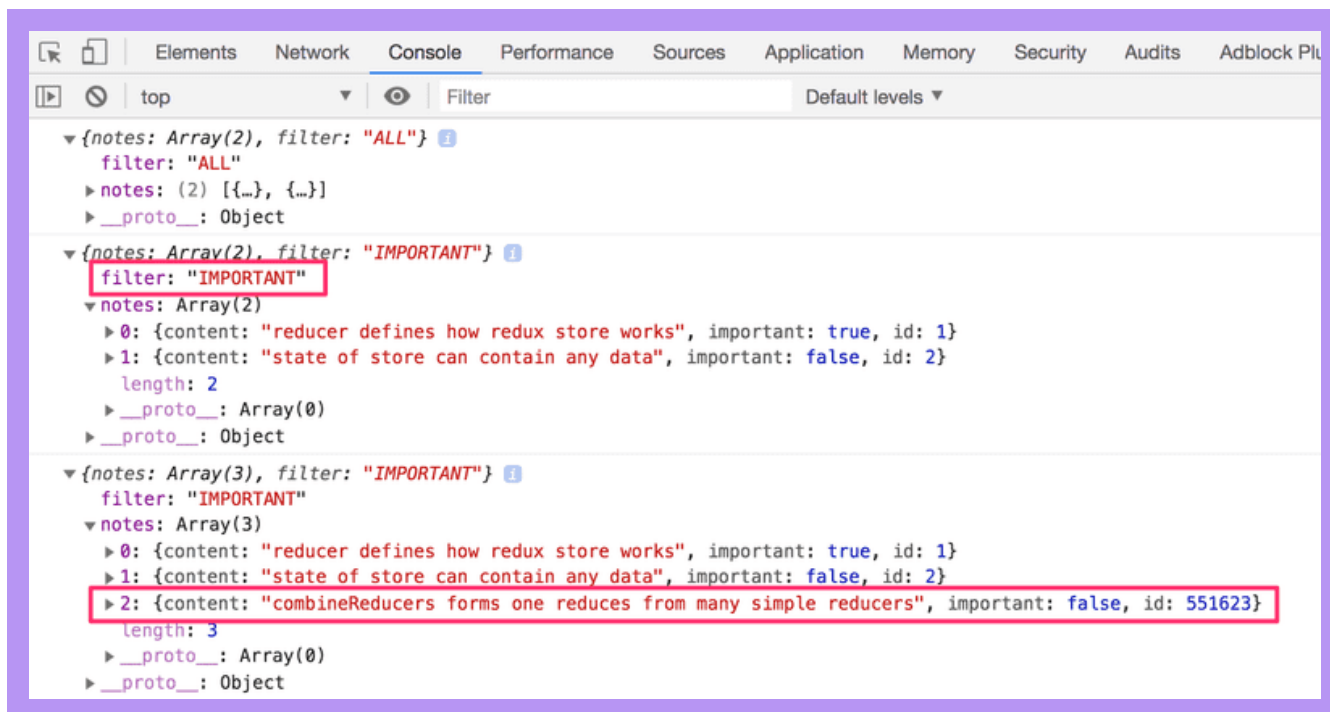 Elements Network Console Performance Sources Application Memory Security Audits Adblock Plu
top Filter Default levels ▼
▼{notes: Array(2), filter: "ALL"} i
filter: "ALL"
▶notes: (2) [{…}, {…}]
▶__proto__: Object
▼{notes: Array(2), filter: "IMPORTANT"} i
filter: "IMPORTANT"
▼notes: Array(2)
▶0: {content: "reducer defines how redux store works", important: true, id: 1}
▶1: {content: "state of store can contain any data", important: false, id: 2}
length: 2
▶__proto__: Array(0)
▶__proto__: Object
▼{notes: Array(3), filter: "IMPORTANT"} i
filter: "IMPORTANT"
▼notes: Array(3)
▶0: {content: "reducer defines how redux store works", important: true, id: 1}
▶1: {content: "state of store can contain any data", important: false, id: 2}
▶2: {content: "combineReducers forms one reduces from many simple reducers", important: false, id: 551623}
length: 3
▶__proto__: Array(0)
▶__proto__: Object